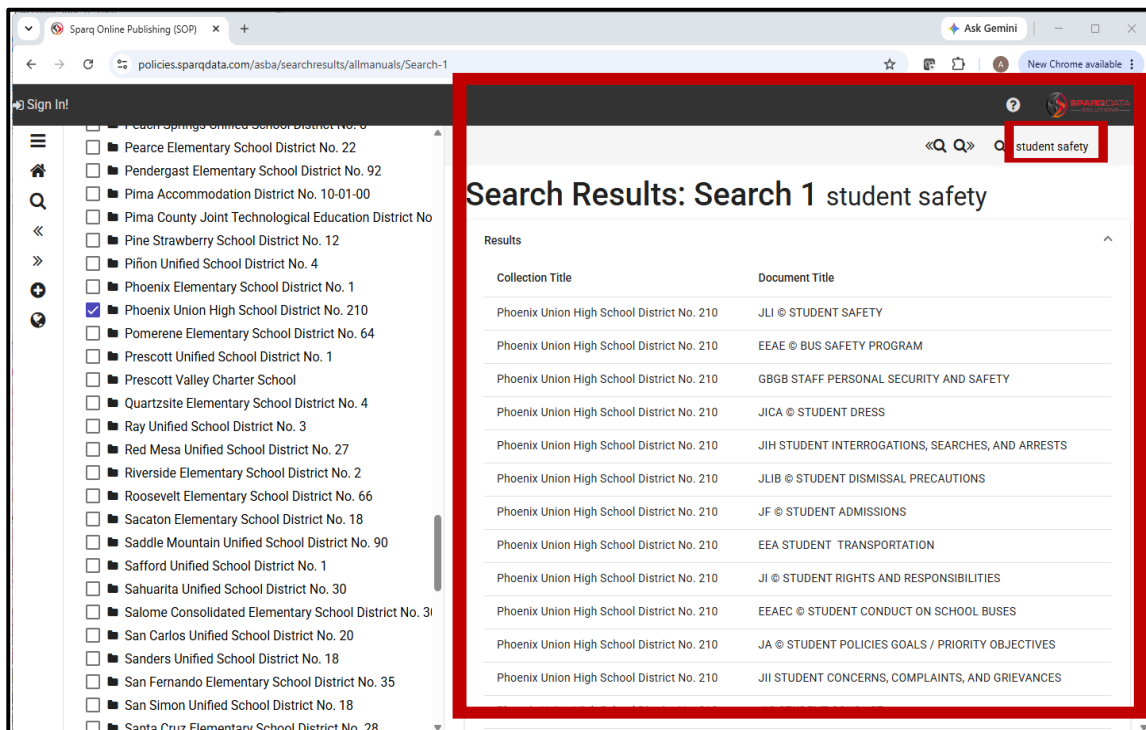 Sparq Online Publishing (SOP)
Ask Gemini
policies.sparqdata.com/asba/searchresults/allmanuals/Search-1
A
New Chrome available
Sign In!
SPARQDATA
SOLUTIONS
student safety
Peach Springs Unified School District No. 8
Pearce Elementary School District No. 22
Pendergast Elementary School District No. 92
Pima Accommodation District No. 10-01-00
Pima County Joint Technological Education District No
Pine Strawberry School District No. 12
Piñon Unified School District No. 4
Phoenix Elementary School District No. 1
Phoenix Union High School District No. 210
Pomerene Elementary School District No. 64
Prescott Unified School District No. 1
Prescott Valley Charter School
Quartzsite Elementary School District No. 4
Ray Unified School District No. 3
Red Mesa Unified School District No. 27
Riverside Elementary School District No. 2
Roosevelt Elementary School District No. 66
Sacaton Elementary School District No. 18
Saddle Mountain Unified School District No. 90
Safford Unified School District No. 1
Sahuarita Unified School District No. 30
Salome Consolidated Elementary School District No. 3
San Carlos Unified School District No. 20
Sanders Unified School District No. 18
San Fernando Elementary School District No. 35
San Simon Unified School District No. 18
Santa Cruz Elementary School District No. 28
Search Results: Search 1 student safety
Results
Collection Title Document Title
Phoenix Union High School District No. 210 JLI © STUDENT SAFETY
Phoenix Union High School District No. 210 EEAE © BUS SAFETY PROGRAM
Phoenix Union High School District No. 210 GBGB STAFF PERSONAL SECURITY AND SAFETY
Phoenix Union High School District No. 210 JICA © STUDENT DRESS
Phoenix Union High School District No. 210 JIH STUDENT INTERROGATIONS, SEARCHES, AND ARRESTS
Phoenix Union High School District No. 210 JLIB © STUDENT DISMISSAL PRECAUTIONS
Phoenix Union High School District No. 210 JF © STUDENT ADMISSIONS
Phoenix Union High School District No. 210 EEA STUDENT TRANSPORTATION
Phoenix Union High School District No. 210 JI © STUDENT RIGHTS AND RESPONSIBILITIES
Phoenix Union High School District No. 210 EEAEC © STUDENT CONDUCT ON SCHOOL BUSES
Phoenix Union High School District No. 210 JA © STUDENT POLICIES GOALS / PRIORITY OBJECTIVES
Phoenix Union High School District No. 210 JII STUDENT CONCERNS, COMPLAINTS, AND GRIEVANCES